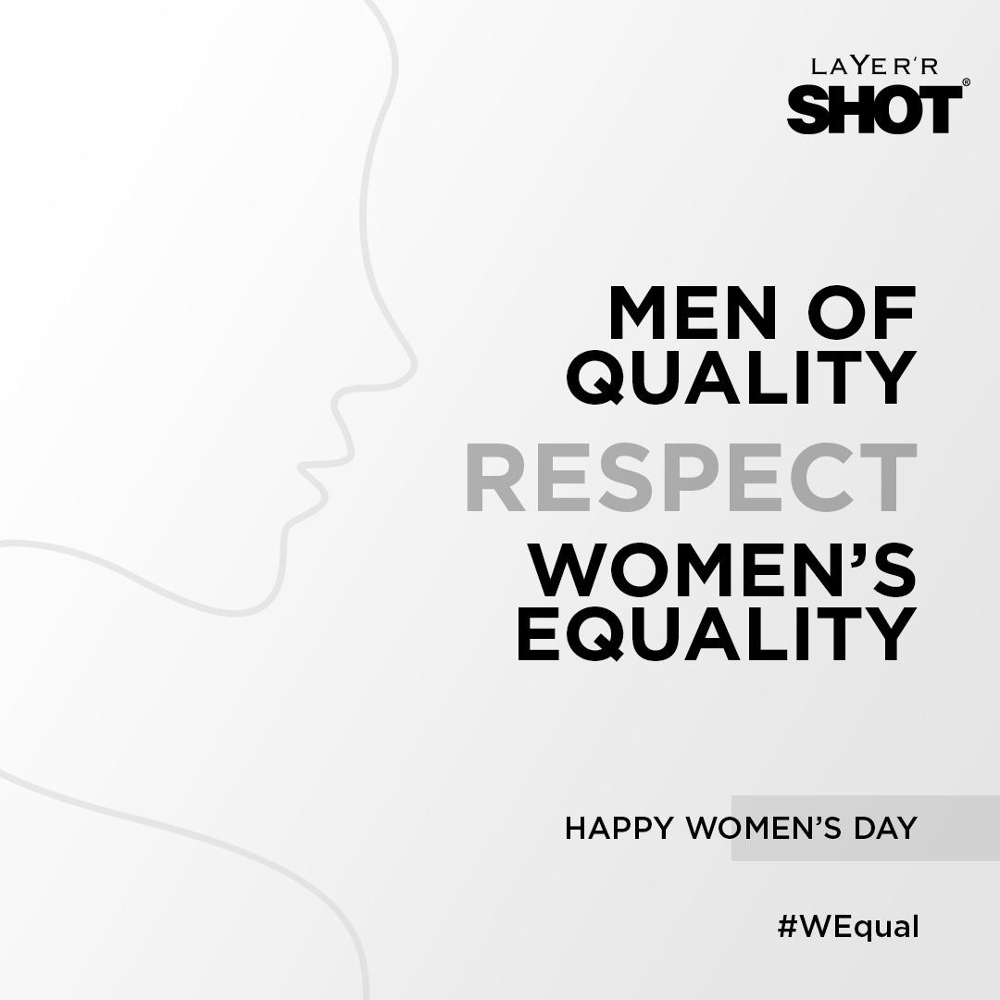 LAYER'R
SHOT®
MEN OF
QUALITY
RESPECT
WOMEN'S
EQUALITY
HAPPY WOMEN'S DAY
#WEqual